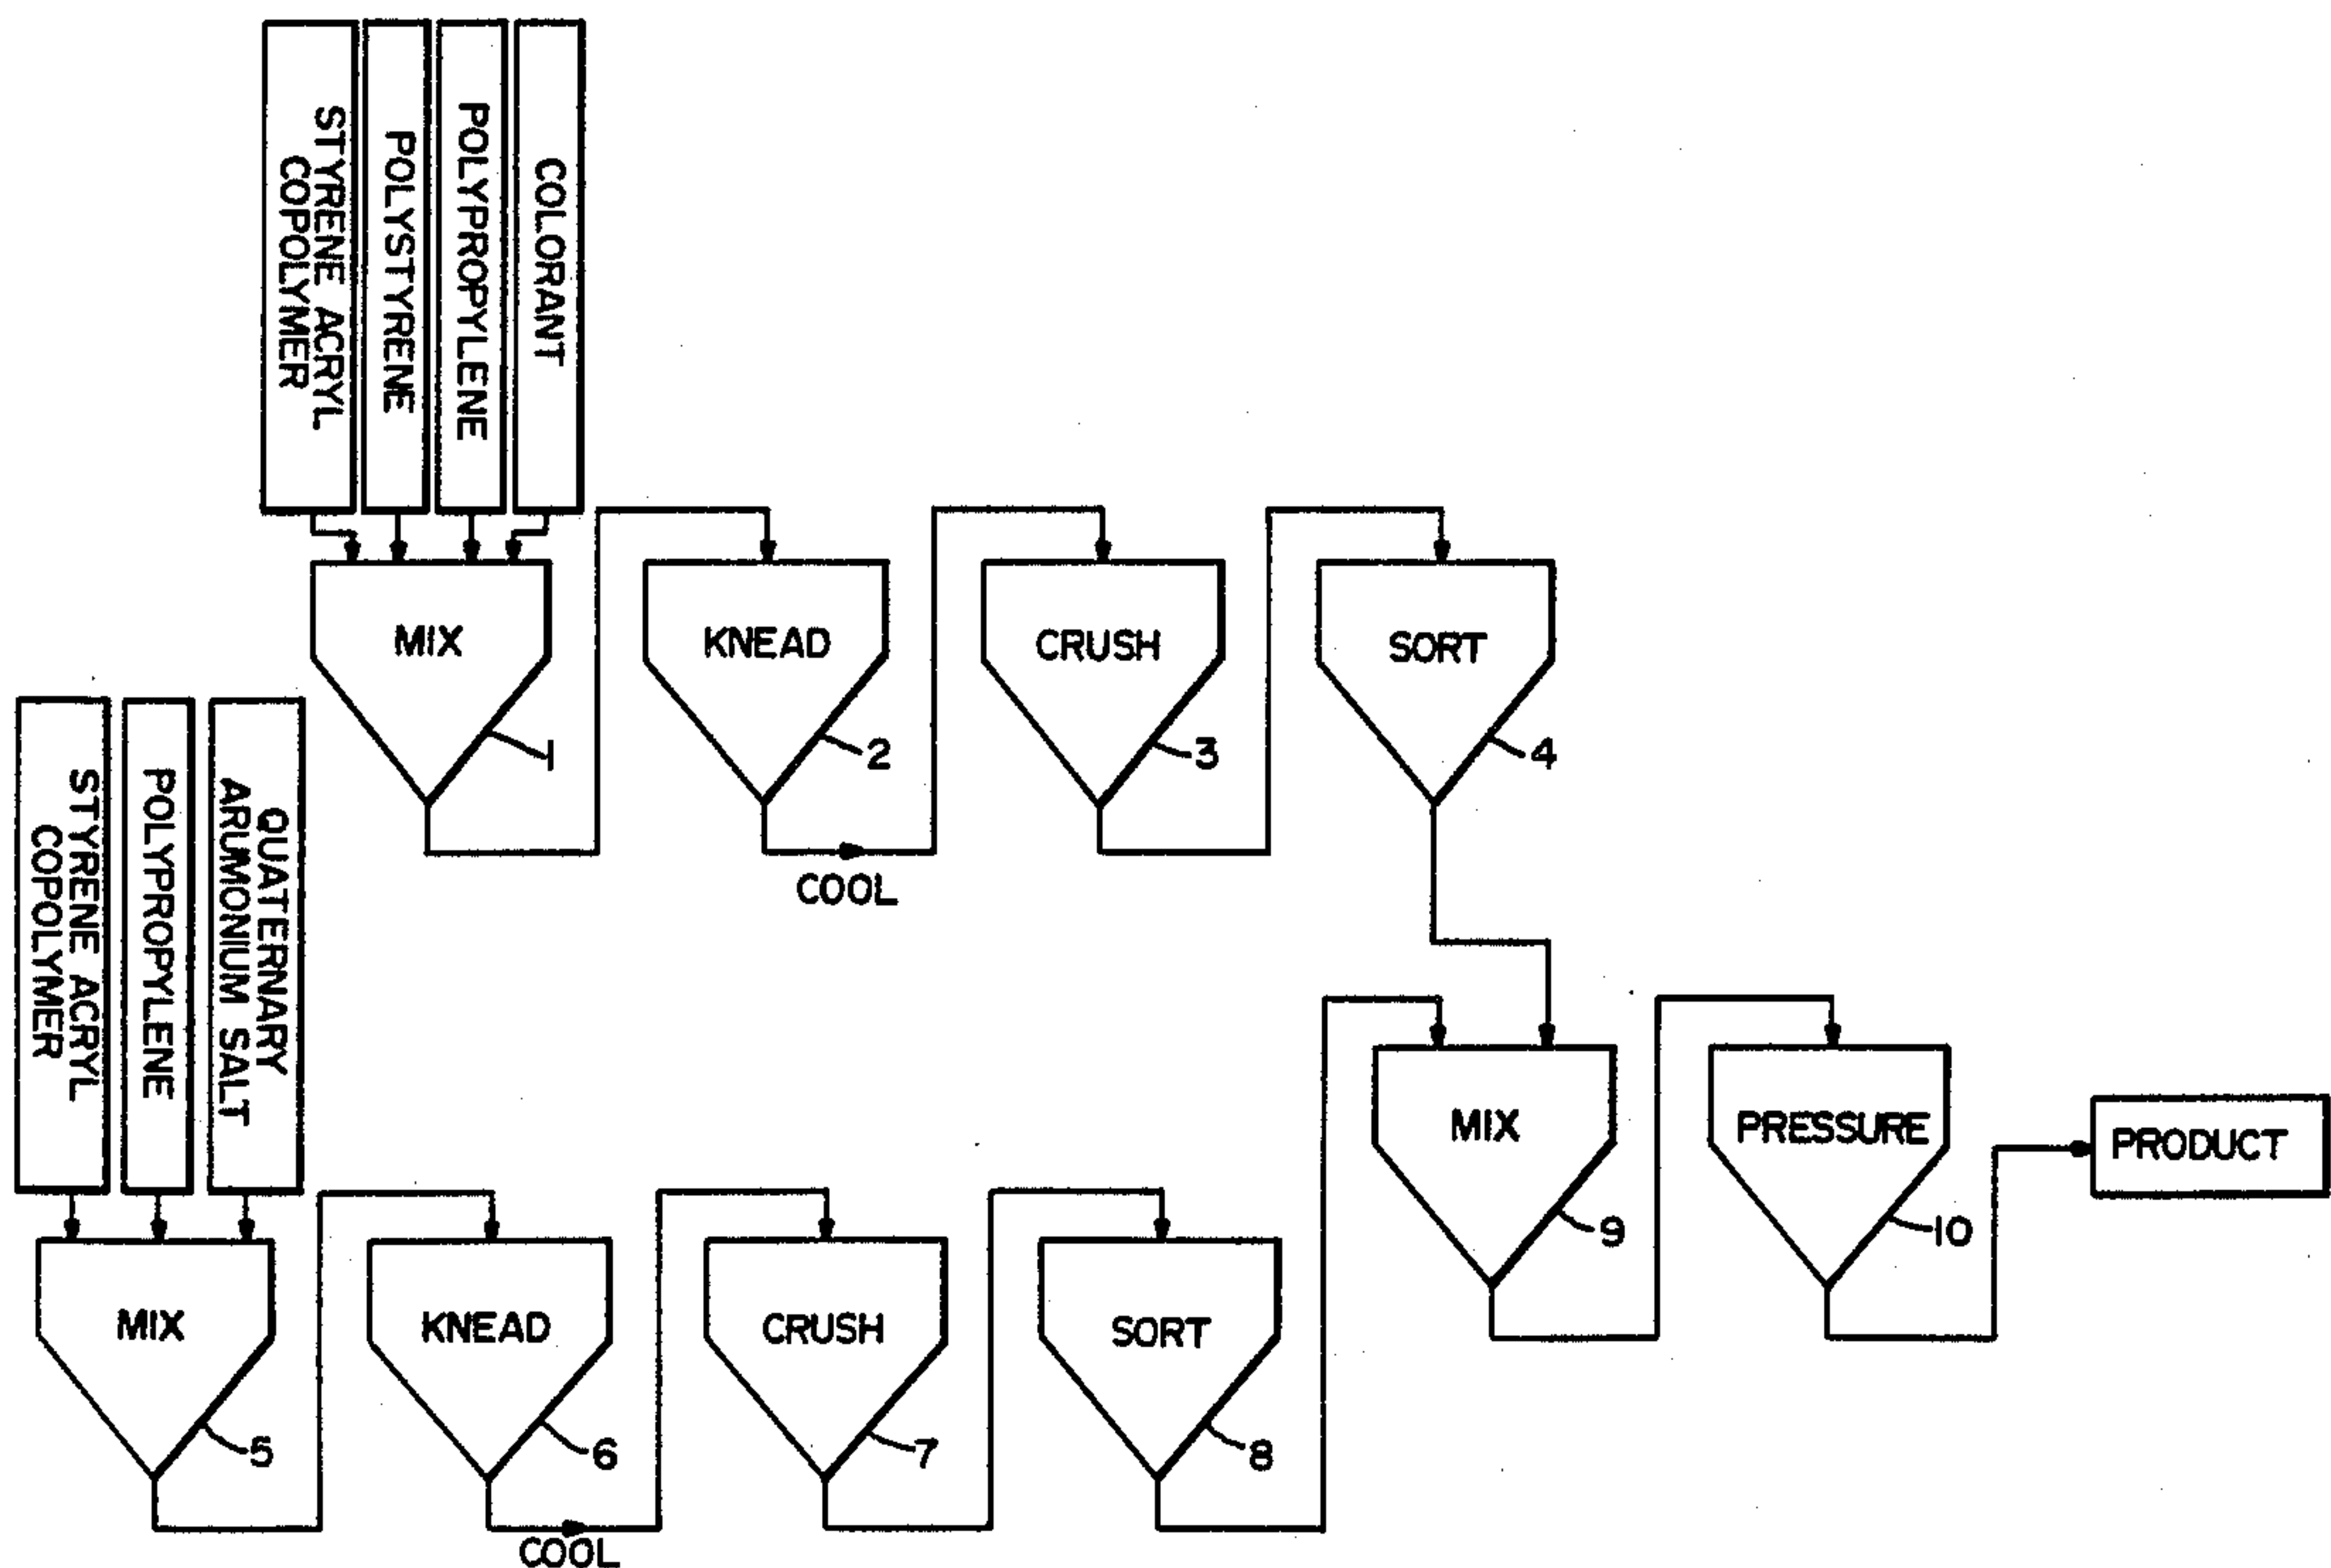 STYRENE ACRYL
COPOLYMER
POLYSTYRENE
POLYPROPYLENE
COLORANT
MIX
KNEAD
CRUSH
SORT
1
2
3
4
COOL
STYRENE ACRYL
COPOLYMER
POLYPROPYLENE
QUATERNARY
ARUMONIUM SALT
MIX
PRESSURE
PRODUCT
9
10
MIX
KNEAD
CRUSH
SORT
5
6
7
8
COOL